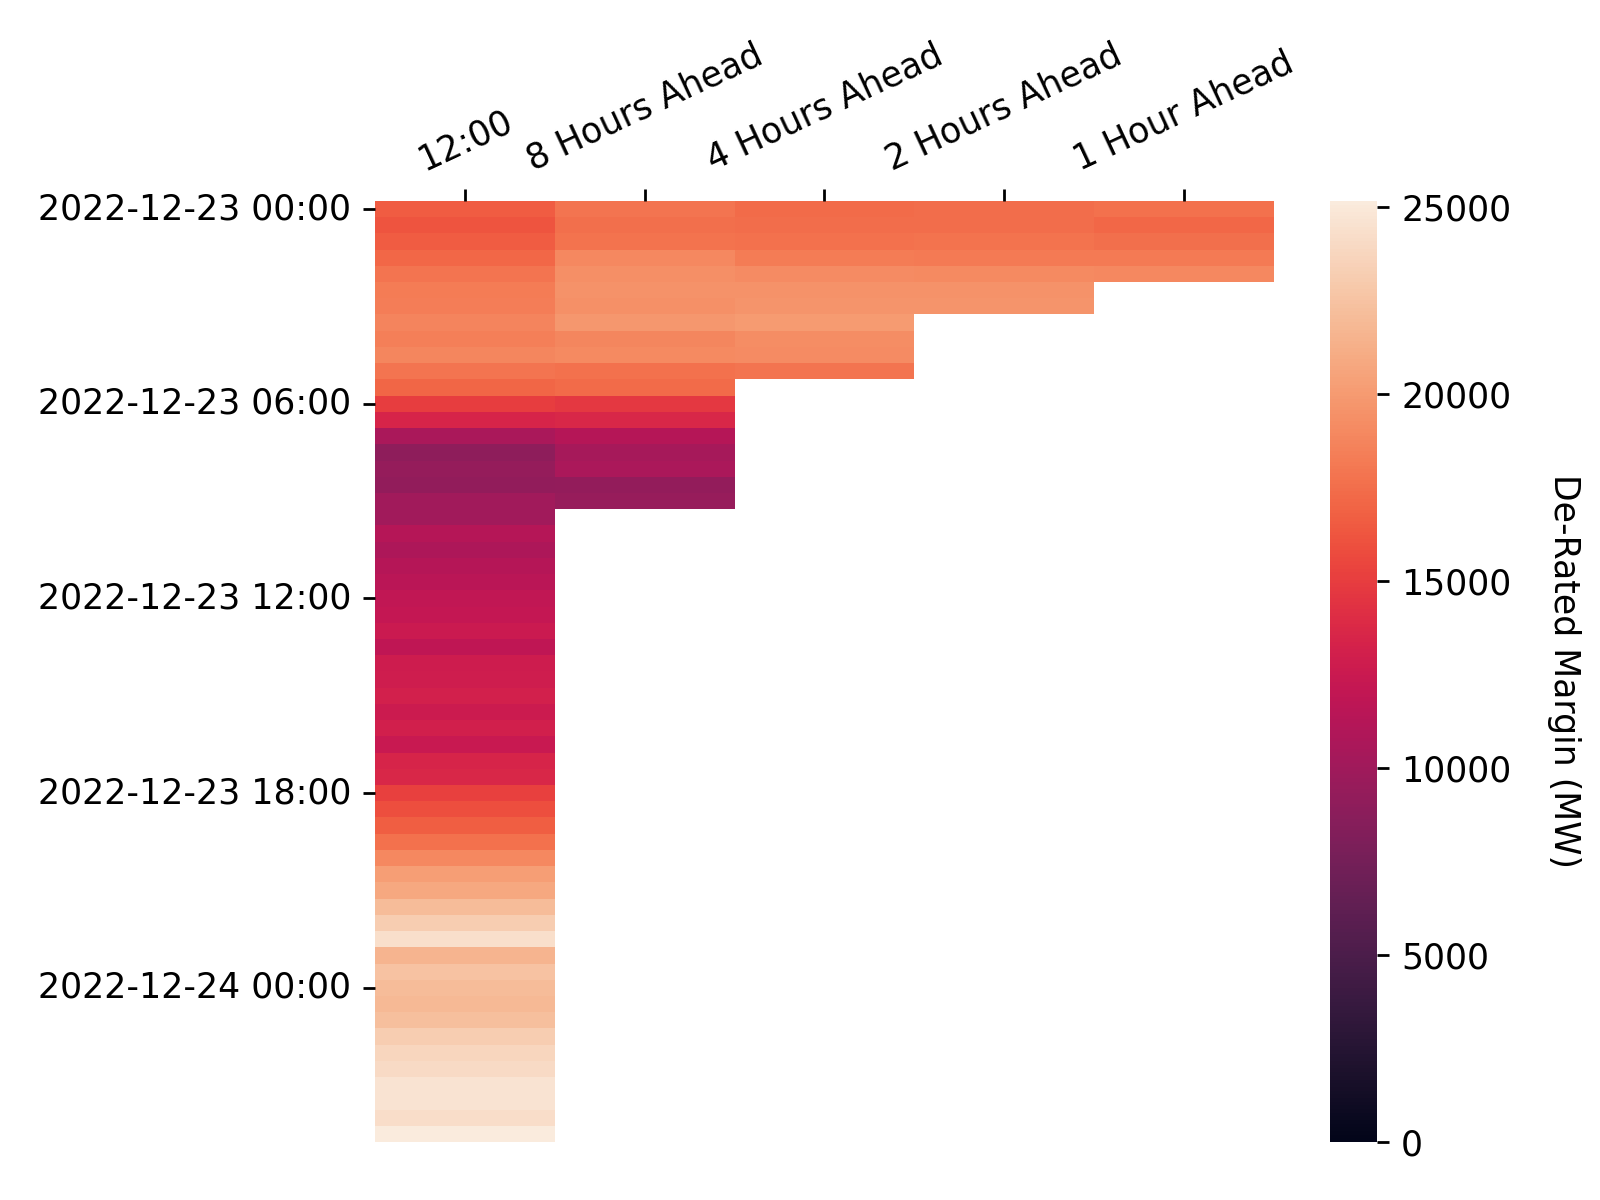 12:00
8 Hours Ahead
4 Hours Ahead
2 Hours Ahead
1 Hour Ahead
2022-12-23 00:00
2022-12-23 06:00
2022-12-23 12:00
2022-12-23 18:00
2022-12-24 00:00
25000
20000
15000
10000
5000
0
De-Rated Margin (MW)